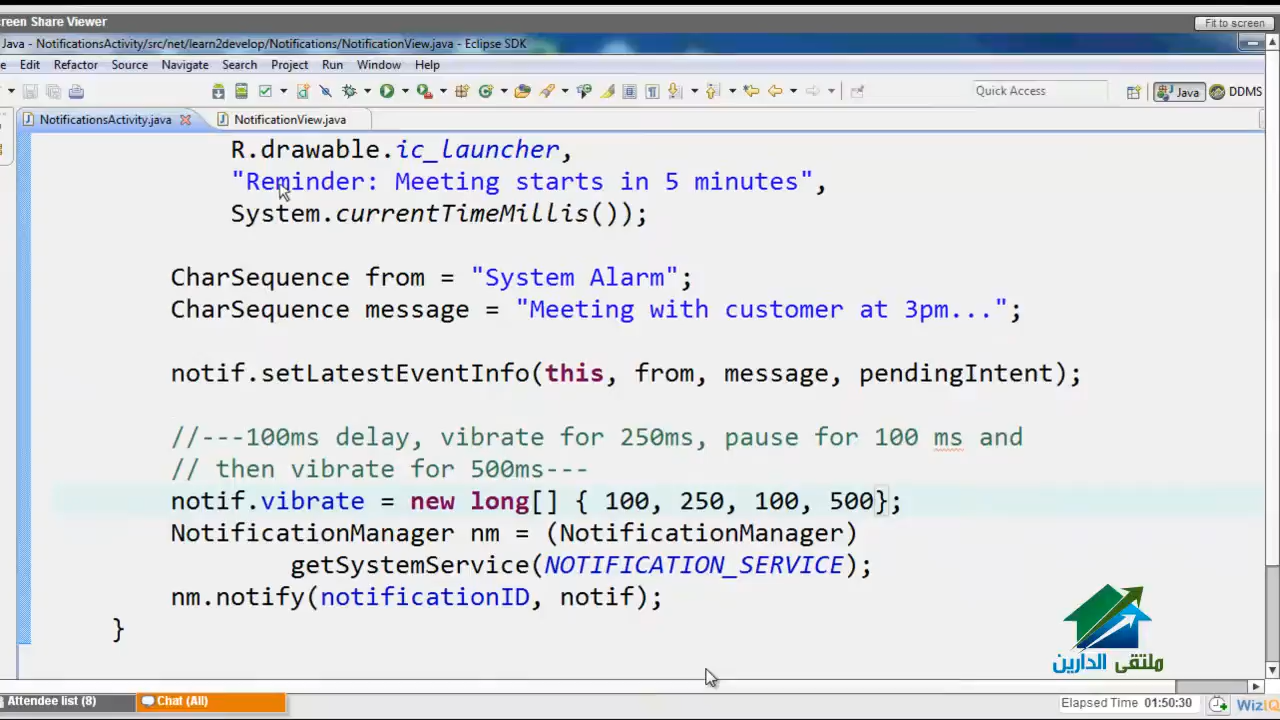 reen Share Viewer
Fit to screen
Java - NotificationsActivity/src/net/learn2develop/Notifications/NotificationView.java - Eclipse SDK
e Edit Refactor Source Navigate Search Project Run Window Help
Quick Access
Java
DDMS
NotificationsActivity.java
NotificationView.java
R.drawable.ic_launcher,
"Reminder: Meeting starts in 5 minutes",
System.currentTimeMillis());
CharSequence from = "System Alarm";
CharSequence message = "Meeting with customer at 3pm...";
notif.setLatestEventInfo(this, from, message, pendingIntent);
//---100ms delay, vibrate for 250ms, pause for 100 ms and
// then vibrate for 500ms---
notif.vibrate = new long[] { 100, 250, 100, 500};
NotificationManager nm = (NotificationManager)
getSystemService(NOTIFICATION_SERVICE);
nm.notify(notificationID, notif);
}
ملتقى الدارين
Attendee list (8)
Chat (All)
Elapsed Time 01:50:30
WizIQ